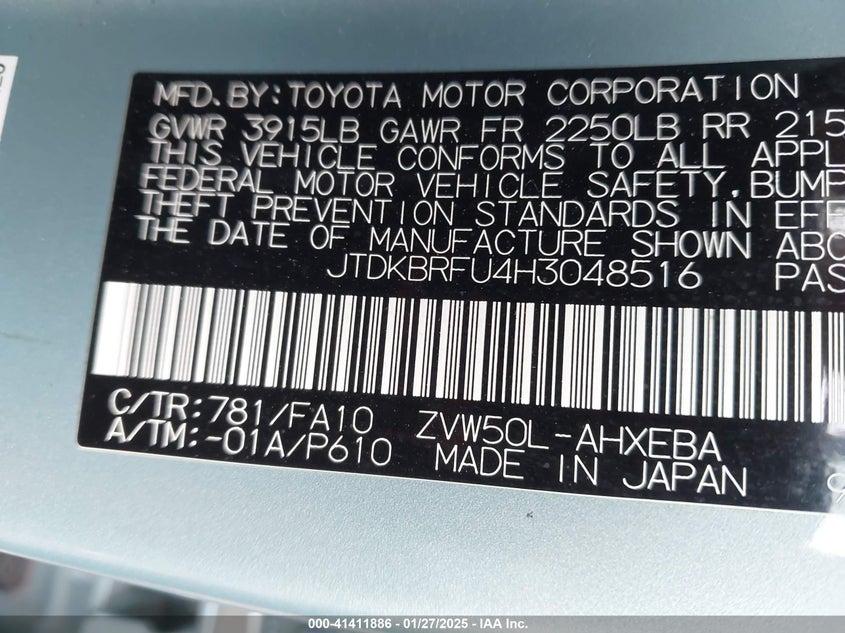 MFD. BY: TOYOTA MOTOR CORPORATION
GVWR 3915LB GAWR FR 2250LB RR 215
THIS VEHICLE CONFORMS TO ALL APPL
FEDERAL MOTOR VEHICLE SAFETY, BUMP
THEFT PREVENTION STANDARDS IN EFF
THE DATE OF MANUFACTURE SHOWN ABO
JTDKBRFU4H3048516 PAS
C/TR: 781/FA10 ZVW50L-AHXEBA
A/TM: -01A/P610 MADE IN JAPAN
000-41411886 / 01/27/2025 / IAA Inc.